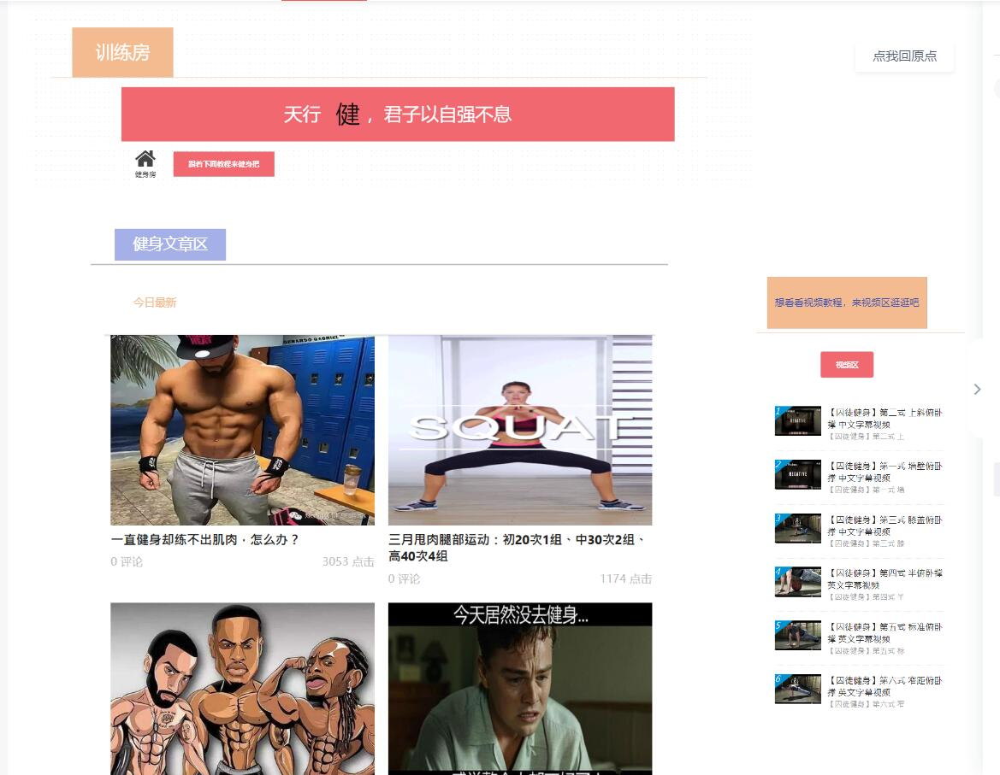 训练房
点我回原点
天行 健，君子以自强不息
健身房
跟着下面教程来健身把
健身文章区
今日最新
SQUAT
一直健身却练不出肌肉，怎么办？
0 评论
3053 点击
三月甩肉腿部运动：初20次1组、中30次2组、
高40次4组
0 评论
1174 点击
今天居然没去健身...
想看看视频教程，来视频区逛逛吧
视频区
1
NEGATIVE
【囚徒健身】第二式 上斜俯卧
撑 中文字幕视频
【囚徒健身】第二式 上
2
NEGATIVE
【囚徒健身】第一式 墙壁俯卧
撑 中文字幕视频
【囚徒健身】第一式 墙
3
【囚徒健身】第三式 膝盖俯卧
撑 中文字幕视频
【囚徒健身】第三式 膝
4
【囚徒健身】第四式 半俯卧撑
英文字幕视频
【囚徒健身】第四式 半
5
【囚徒健身】第五式 标准俯卧
撑 英文字幕视频
【囚徒健身】第五式 标
6
【囚徒健身】第六式 窄距俯卧
撑 英文字幕视频
【囚徒健身】第六式 窄